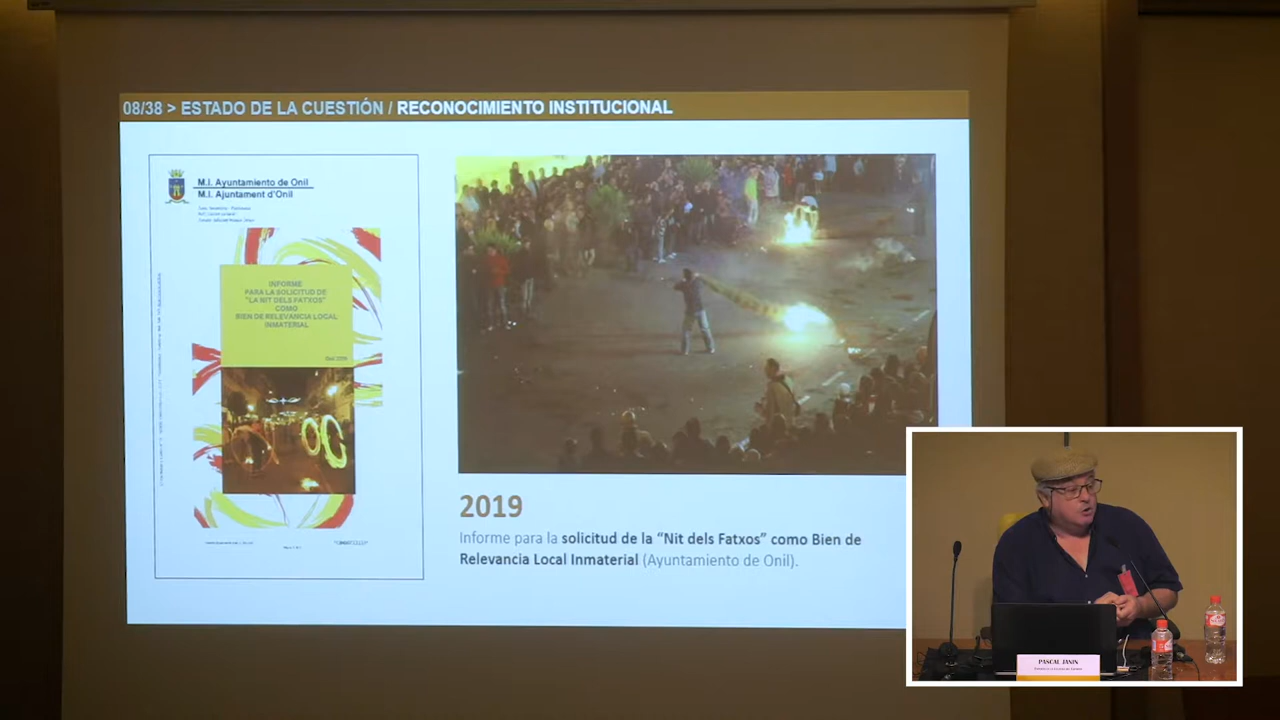 08/38 > ESTADO DE LA CUESTIÓN / RECONOCIMIENTO INSTITUCIONAL
M.I. Ayuntamiento de Onil
M.I. Ajuntament d'Onil
INFORME
PARA LA SOLICITUD DE
"LA NIT DELS FATXOS"
COMO
BIEN DE RELEVANCIA LOCAL
INMATERIAL
2019
Informe para la solicitud de la “Nit dels Fatxos” como Bien de
Relevancia Local Inmaterial (Ayuntamiento de Onil).
PASCAL JANIN